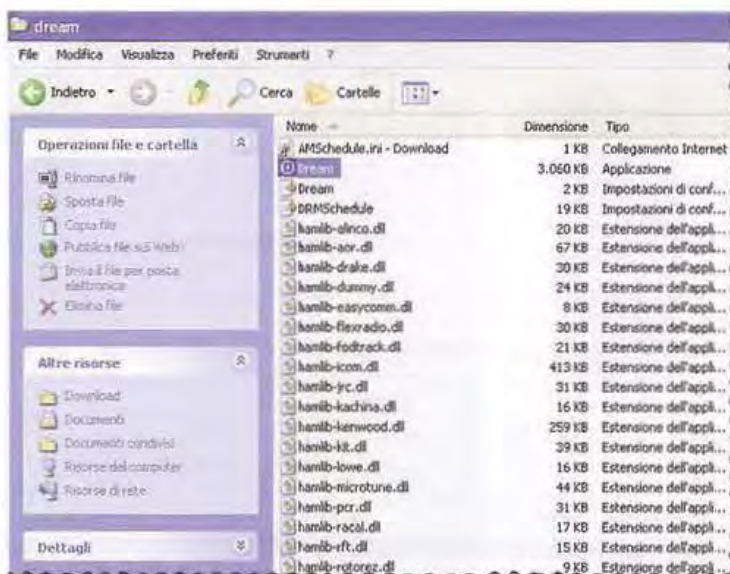 dream
File Modifica Visualizza Preferiti Strumenti ?
Indietro Cerca Cartelle
Operazioni file e cartella
Rinomina file
Sposta file
Copia file
Pubblica file sul Web
Invia il file per posta
elettronica
Elimina file
Altre risorse
Download
Documenti
Documenti condivisi
Risorse del computer
Risorse di rete
Dettagli
Nome Dimensione Tipo
AMSchedule.ini - Download 1 KB Collegamento Internet
Dream 3.060 KB Applicazione
Dream 2 KB Impostazioni di conf...
DRMSchedule 19 KB Impostazioni di conf...
hamlib-alinco.dll 20 KB Estensione dell'appli...
hamlib-aor.dll 67 KB Estensione dell'appli...
hamlib-drake.dll 30 KB Estensione dell'appli...
hamlib-dummy.dll 24 KB Estensione dell'appli...
hamlib-easycomm.dll 8 KB Estensione dell'appli...
hamlib-flexradio.dll 30 KB Estensione dell'appli...
hamlib-fodtrack.dll 21 KB Estensione dell'appli...
hamlib-icom.dll 413 KB Estensione dell'appli...
hamlib-jrc.dll 31 KB Estensione dell'appli...
hamlib-kachina.dll 16 KB Estensione dell'appli...
hamlib-kenwood.dll 259 KB Estensione dell'appli...
hamlib-kit.dll 39 KB Estensione dell'appli...
hamlib-lowe.dll 16 KB Estensione dell'appli...
hamlib-microtune.dll 44 KB Estensione dell'appli...
hamlib-pcr.dll 31 KB Estensione dell'appli...
hamlib-racal.dll 17 KB Estensione dell'appli...
hamlib-rft.dll 15 KB Estensione dell'appli...
hamlib-rotorez.dll 9 KB Estensione dell'appli...